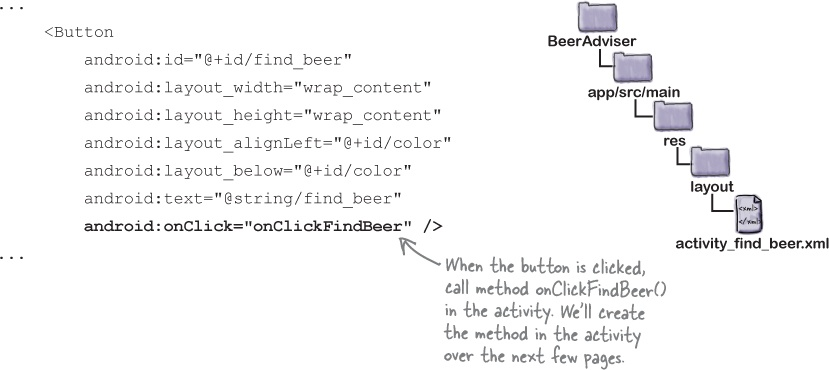 ...
<Button
android:id="@+id/find_beer"
android:layout_width="wrap_content"
android:layout_height="wrap_content"
android:layout_alignLeft="@+id/color"
android:layout_below="@+id/color"
android:text="@string/find_beer"
android:onClick="onClickFindBeer" />
...
When the button is clicked,
call method onClickFindBeer()
in the activity. We'll create
the method in the activity
over the next few pages.
BeerAdviser
app/src/main
res
layout
<xml>
</xml>
activity_find_beer.xml